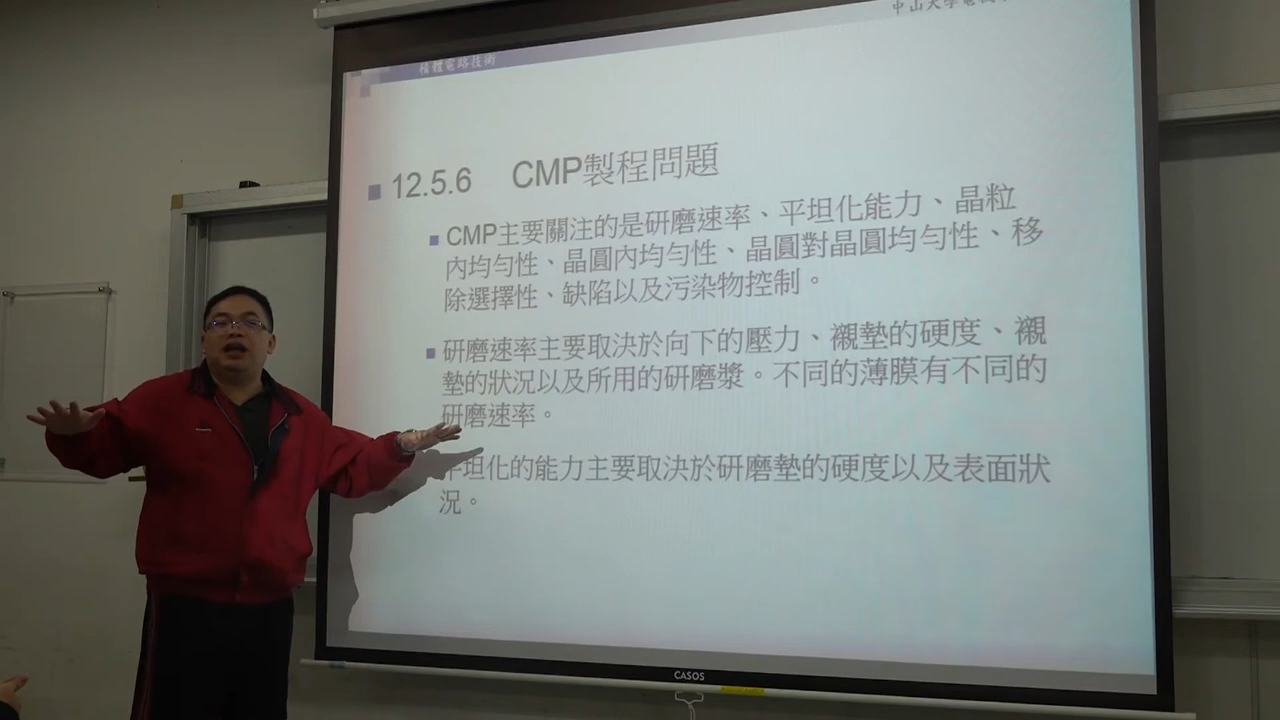 中山大學電機
積體電路技術
12.5.6 CMP製程問題
CMP主要關注的是研磨速率、平坦化能力、晶粒
內均勻性、晶圓內均勻性、晶圓對晶圓均勻性、移
除選擇性、缺陷以及污染物控制。
研磨速率主要取決於向下的壓力、襯墊的硬度、襯
墊的狀況以及所用的研磨漿。不同的薄膜有不同的
研磨速率。
平坦化的能力主要取決於研磨墊的硬度以及表面狀
況。
CASOS